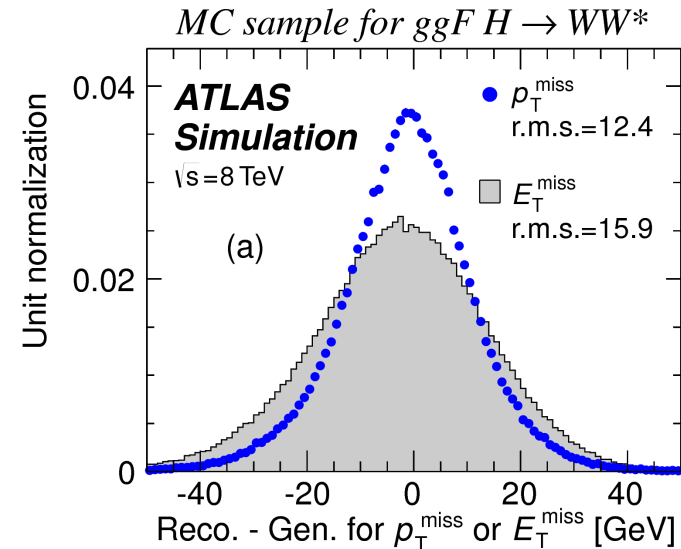 MC sample for ggF H → WW*
ATLAS
Simulation
√s=8 TeV
(a)
p_T^miss
r.m.s.=12.4
E_T^miss
r.m.s.=15.9
Unit normalization
0.04
0.02
0
-40 -20 0 20 40
Reco. - Gen. for p_T^miss or E_T^miss [GeV]